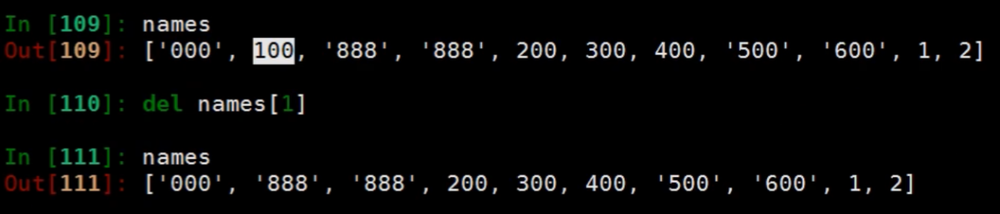 In [109]: names
Out[109]: ['000', 100, '888', '888', 200, 300, 400, '500', '600', 1, 2]
In [110]: del names[1]
In [111]: names
Out[111]: ['000', '888', '888', 200, 300, 400, '500', '600', 1, 2]